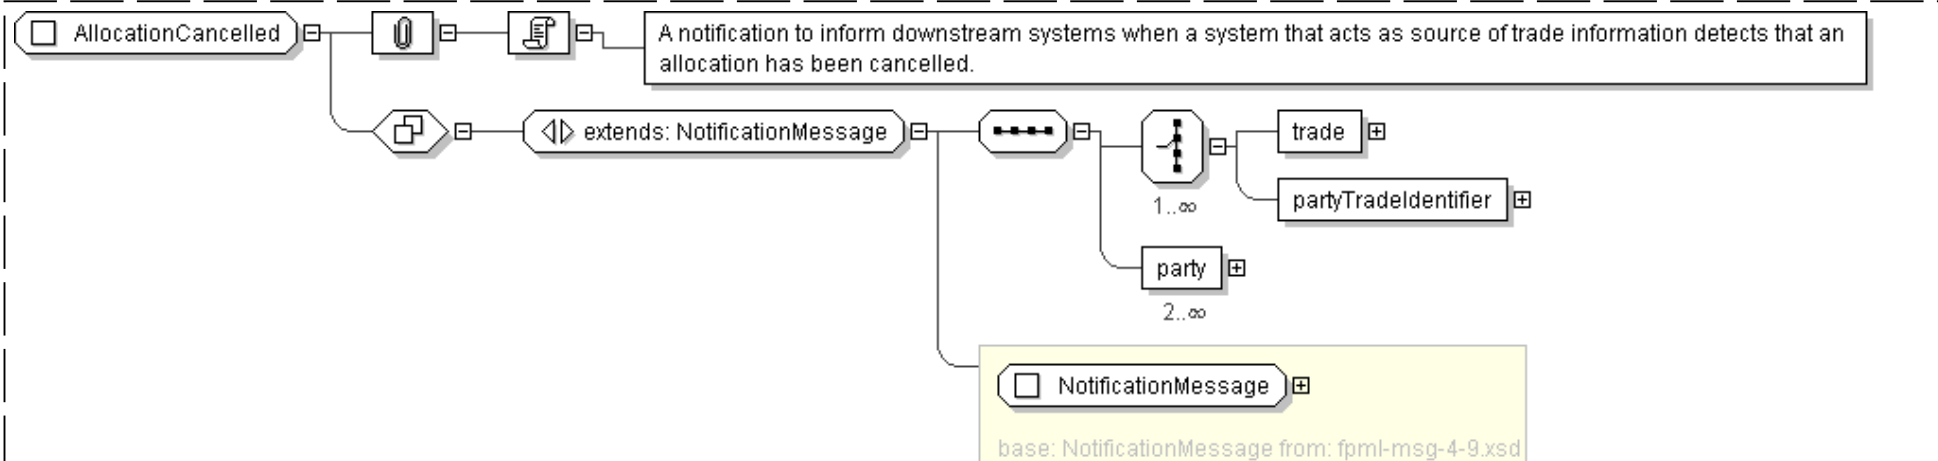 AllocationCancelled
A notification to inform downstream systems when a system that acts as source of trade information detects that an
allocation has been cancelled.
extends: NotificationMessage
trade
partyTradeIdentifier
1..∞
party
2..∞
NotificationMessage
base: NotificationMessage from: fpml-msg-4-9.xsd